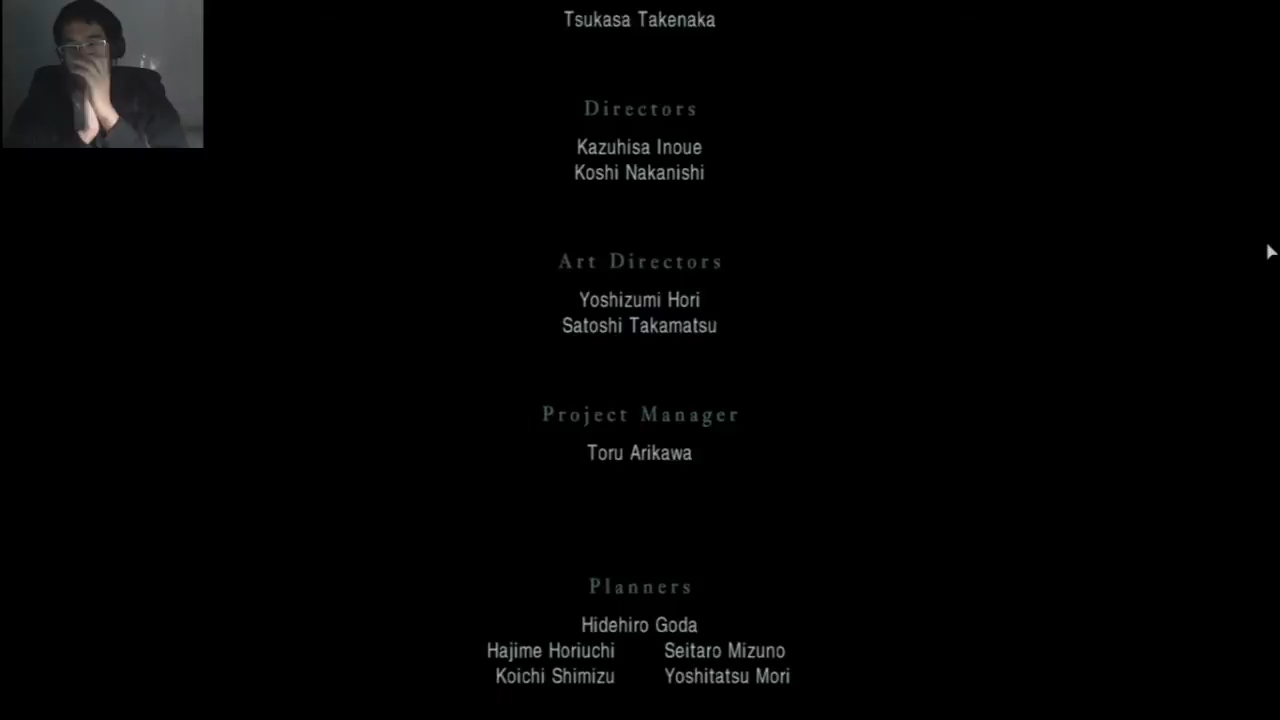 Tsukasa Takenaka
Directors
Kazuhisa Inoue
Koshi Nakanishi
Art Directors
Yoshizumi Hori
Satoshi Takamatsu
Project Manager
Toru Arikawa
Planners
Hidehiro Goda
Hajime Horiuchi Seitaro Mizuno
Koichi Shimizu Yoshitatsu Mori